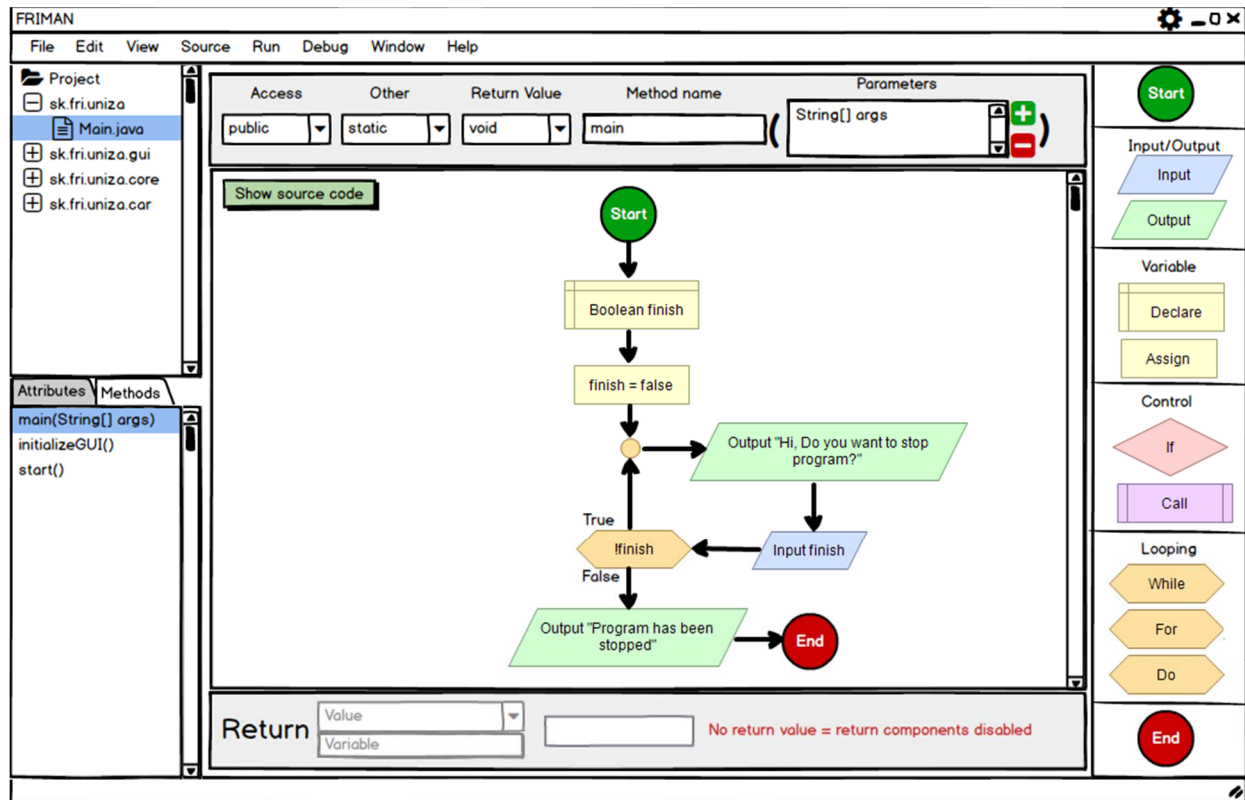 FRIMAN
File Edit View Source Run Debug Window Help
Project
sk.fri.uniza
Main.java
sk.fri.uniza.gui
sk.fri.uniza.core
sk.fri.uniza.car
Attributes Methods
main(String[] args)
initializeGUI()
start()
Access Other Return Value Method name Parameters
public static void main ( String[] args )
Show source code
Start
Boolean finish
finish = false
Output "Hi, Do you want to stop
program?"
Input finish
True
!finish
False
Output "Program has been
stopped"
End
Return
Value
Variable
No return value = return components disabled
Start
Input/Output
Input
Output
Variable
Declare
Assign
Control
If
Call
Looping
While
For
Do
End